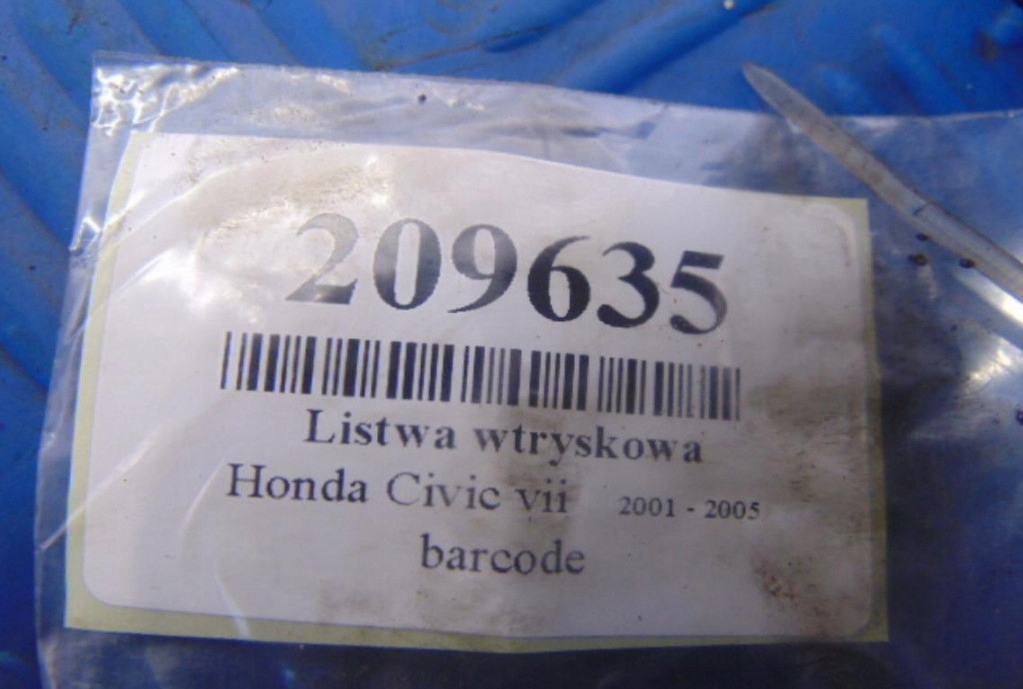 209635
Listwa wtryskowa
Honda Civic vii 2001 - 2005
barcode